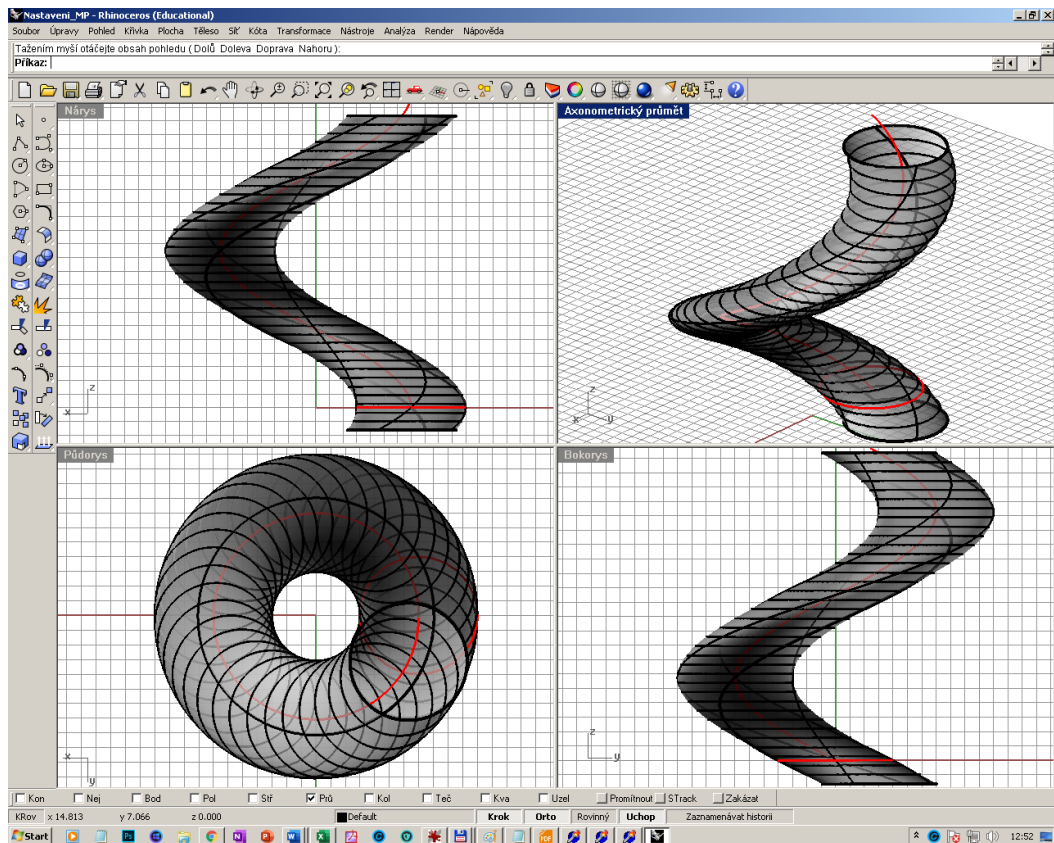 Nastaveni_MP - Rhinoceros (Educational)
Soubor Úpravy Pohled Křivka Plocha Těleso Síť Kóta Transformace Nástroje Analýza Render Nápověda
Tažením myší otáčejte obsah pohledu ( Dolů Doleva Doprava Nahoru ):
Příkaz:
Nárys
Axonometrický průmět
z
x
z
x y
Půdorys
Bokorys
x
y
z
y
Kon Nej Bod Pol Stř Prů Kol Teč Kva Uzel Promítnout STrack Zakázat
KRov x 14.813 y 7.066 z 0.000 Default Krok Orto Rovinný Uchop Zaznamenávat historii
Start 12:52